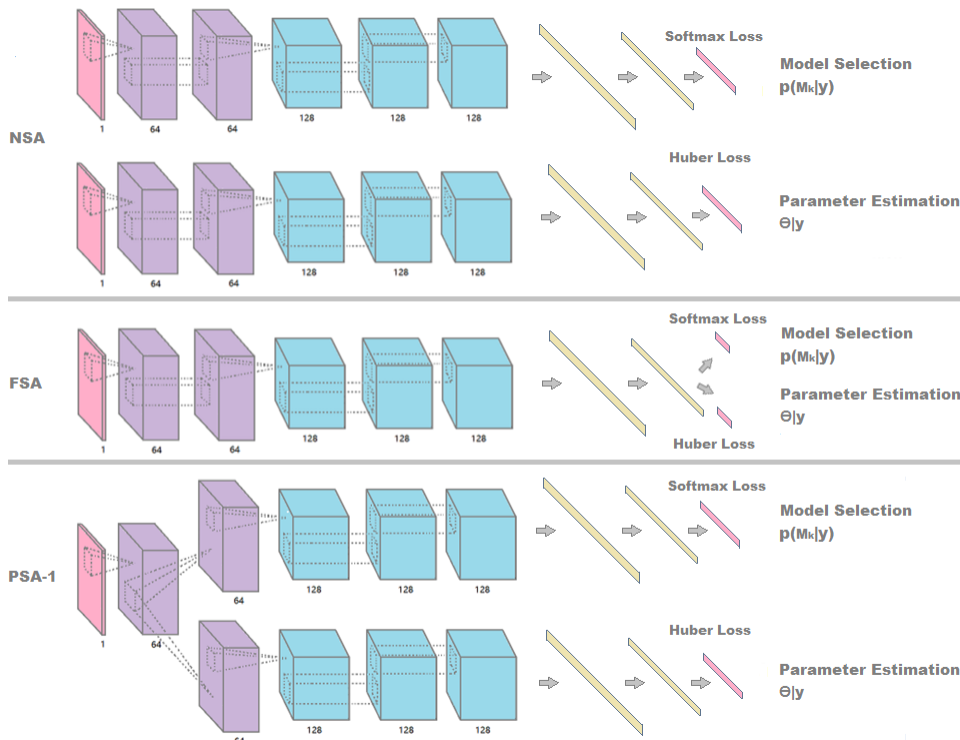 Softmax Loss
Model Selection
p(Mk|y)
1
64
64
128
128
128
NSA
Huber Loss
Parameter Estimation
Θ|y
1
64
64
128
128
128
Softmax Loss
Model Selection
p(Mk|y)
FSA
Parameter Estimation
Θ|y
Huber Loss
1
64
64
128
128
128
Softmax Loss
Model Selection
p(Mk|y)
PSA-1
64
128
128
128
1
64
Huber Loss
Parameter Estimation
Θ|y
128
128
128
64